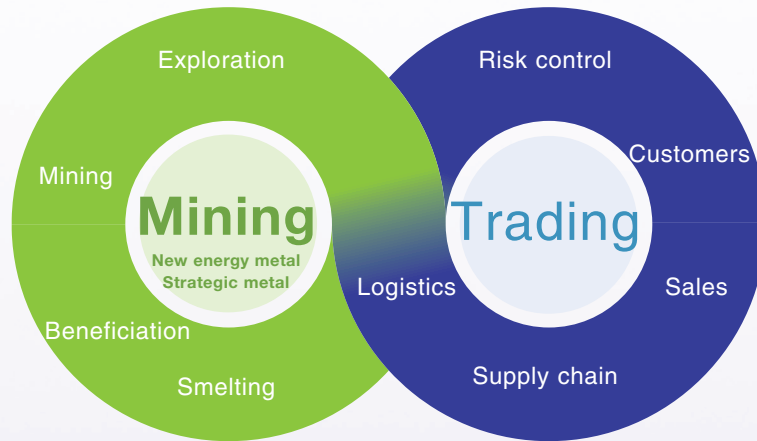 Exploration
Mining
Mining
New energy metal
Strategic metal
Beneficiation
Smelting
Risk control
Customers
Trading
Logistics
Sales
Supply chain